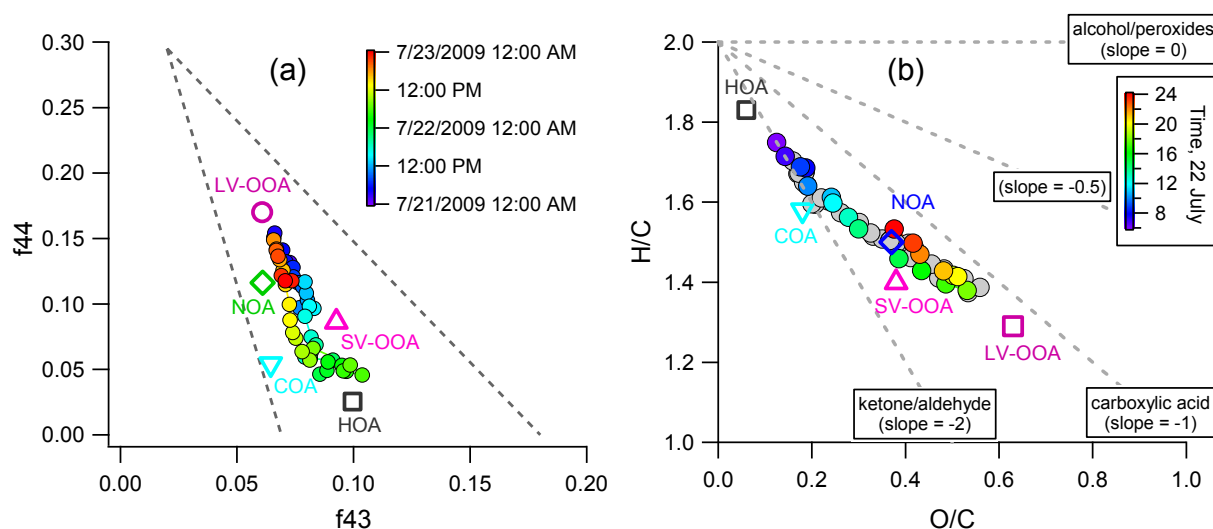 (a)
0.30
0.25
0.20
0.15
0.10
0.05
0.00
f44
7/23/2009 12:00 AM
12:00 PM
7/22/2009 12:00 AM
12:00 PM
7/21/2009 12:00 AM
LV-OOA
NOA
SV-OOA
COA
HOA
0.00
0.05
0.10
0.15
0.20
f43
(b)
2.0
1.8
1.6
1.4
1.2
1.0
H/C
alcohol/peroxides
(slope = 0)
HOA
24
20
16
12
8
Time, 22 July
(slope = -0.5)
NOA
COA
SV-OOA
LV-OOA
ketone/aldehyde
(slope = -2)
carboxylic acid
(slope = -1)
0.0
0.2
0.4
0.6
0.8
1.0
O/C